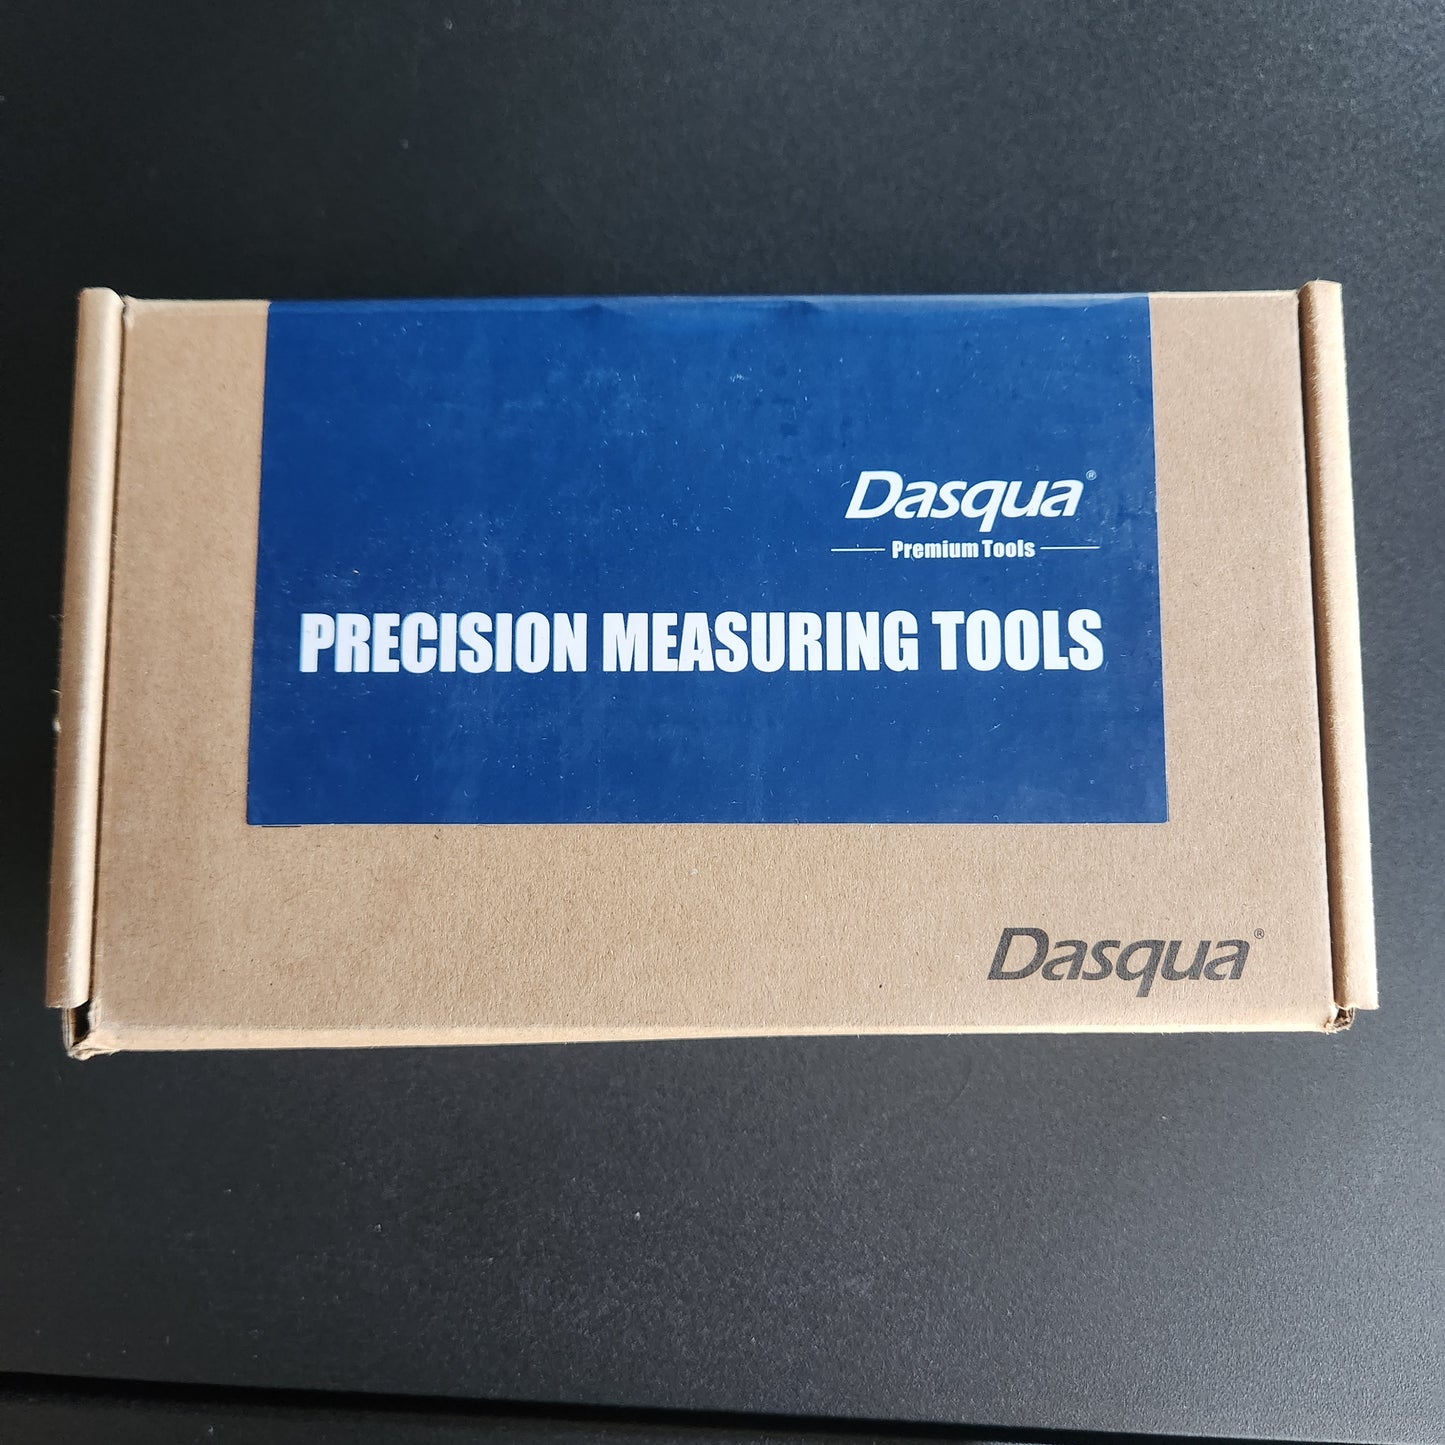 Dasqua®
Premium Tools
PRECISION MEASURING TOOLS
Dasqua®